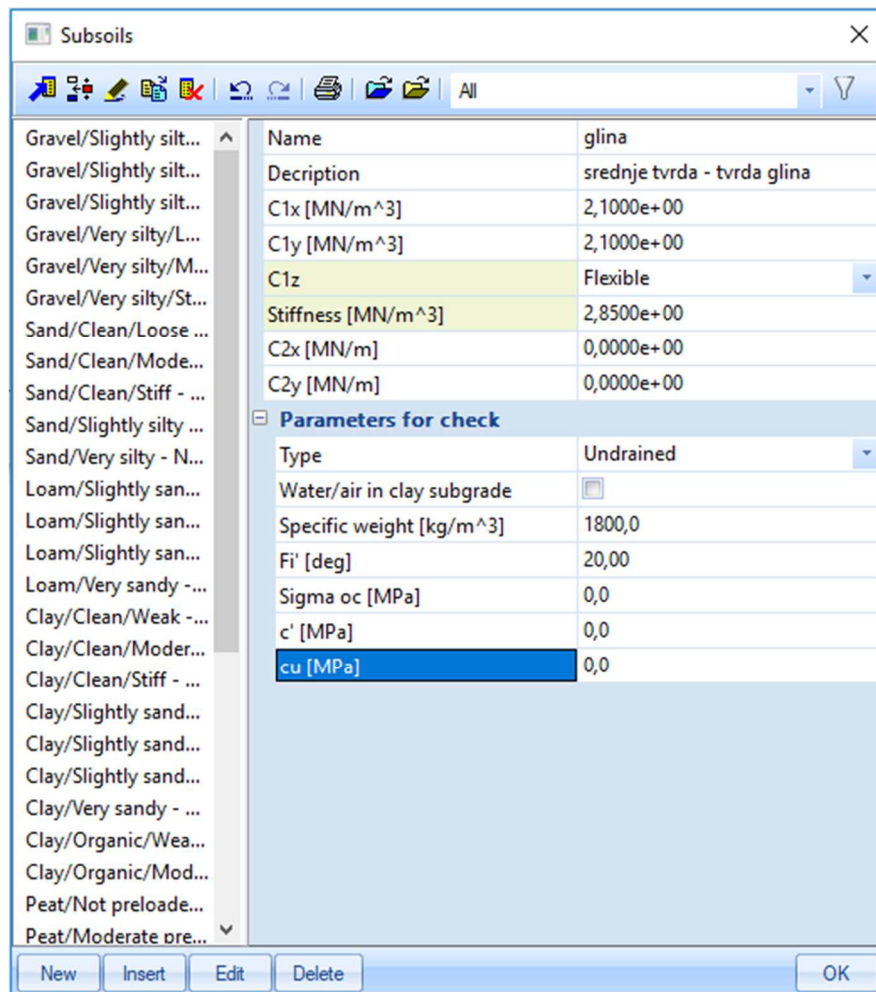 Subsoils
All
Gravel/Slightly silt...
Gravel/Slightly silt...
Gravel/Slightly silt...
Gravel/Very silty/L...
Gravel/Very silty/M...
Gravel/Very silty/St...
Sand/Clean/Loose ...
Sand/Clean/Mode...
Sand/Clean/Stiff - ...
Sand/Slightly silty ...
Sand/Very silty - N...
Loam/Slightly san...
Loam/Slightly san...
Loam/Slightly san...
Loam/Very sandy -...
Clay/Clean/Weak -...
Clay/Clean/Moder...
Clay/Clean/Stiff - ...
Clay/Slightly sand...
Clay/Slightly sand...
Clay/Slightly sand...
Clay/Very sandy - ...
Clay/Organic/Wea...
Clay/Organic/Mod...
Peat/Not preloade...
Peat/Moderate pre...
Name glina
Decription srednje tvrda - tvrda glina
C1x [MN/m^3] 2,1000e+00
C1y [MN/m^3] 2,1000e+00
C1z Flexible
Stiffness [MN/m^3] 2,8500e+00
C2x [MN/m] 0,0000e+00
C2y [MN/m] 0,0000e+00
Parameters for check
Type Undrained
Water/air in clay subgrade
Specific weight [kg/m^3] 1800,0
Fi' [deg] 20,00
Sigma oc [MPa] 0,0
c' [MPa] 0,0
cu [MPa] 0,0
New Insert Edit Delete OK